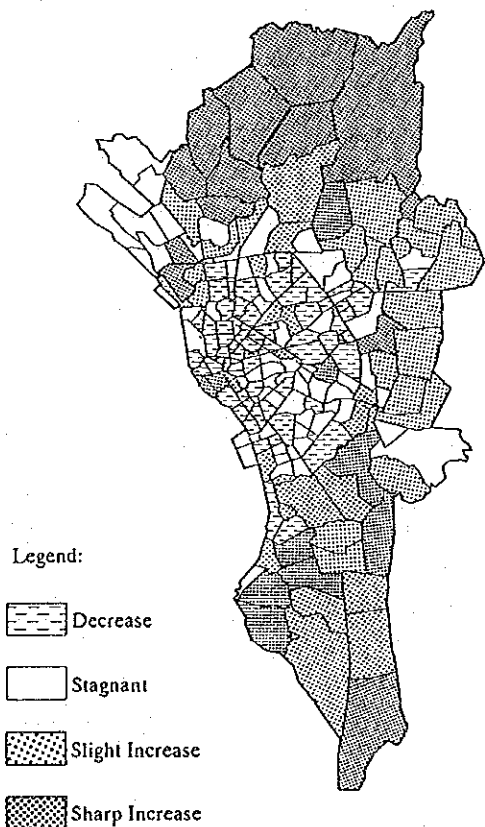 Legend:
Decrease
Stagnant
Slight Increase
Sharp Increase